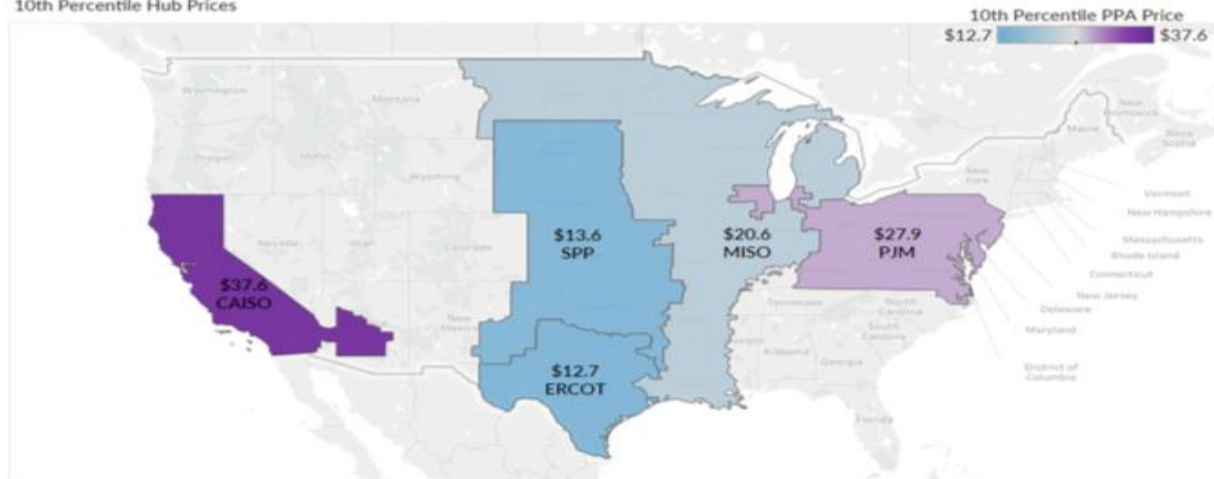 10th Percentile Hub Prices
10th Percentile PPA Price
$12.7 $37.6
Washington
Montana
Oregon
Idaho
Wyoming
Nevada
Utah
Colorado
New
Mexico
$37.6
CAISO
$13.6
SPP
$12.7
ERCOT
$20.6
MISO
$27.9
PJM
Tennessee
North
Carolina
South
Carolina
Alabama
Georgia
Florida
New
York
Maine
New
Brunswick
Nova
Scotia
Vermont
New Hampshire
Massachusetts
Rhode Island
Connecticut
New Jersey
Delaware
Maryland
District of
Columbia